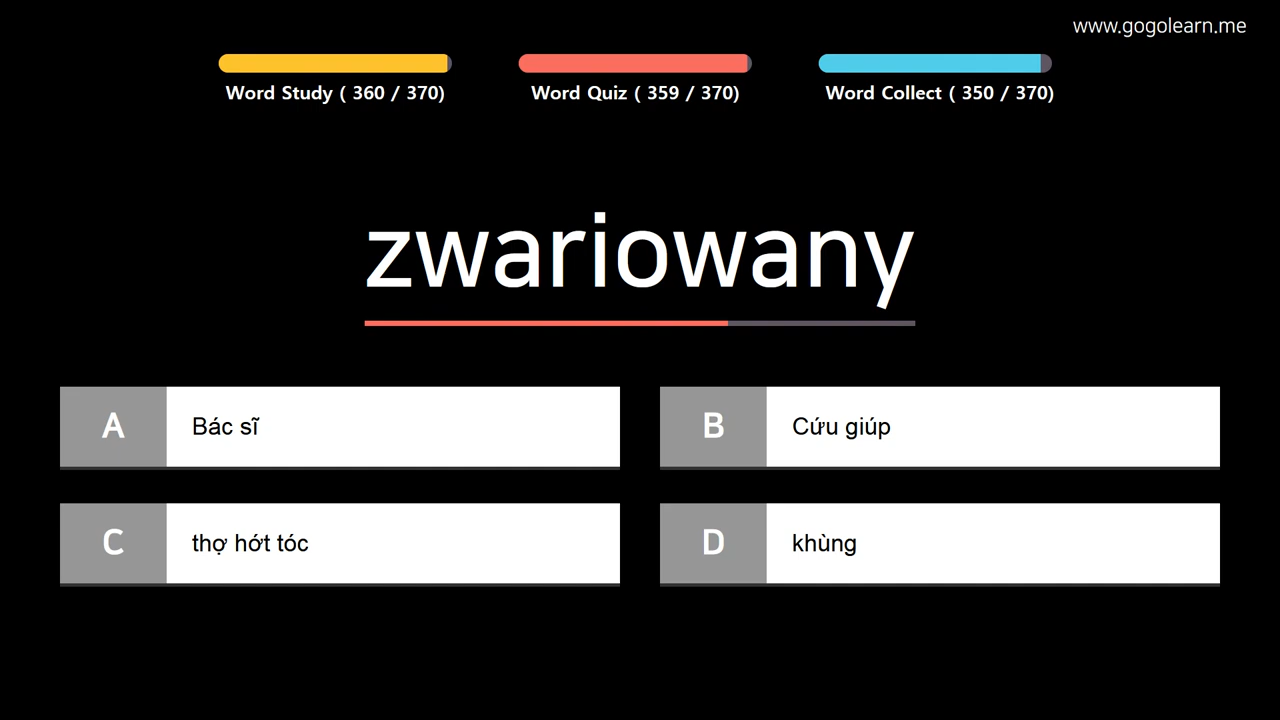 www.gogolearn.me
Word Study ( 360 / 370)
Word Quiz ( 359 / 370)
Word Collect ( 350 / 370)
zwariowany
A
Bác sĩ
B
Cứu giúp
C
thợ hớt tóc
D
khùng